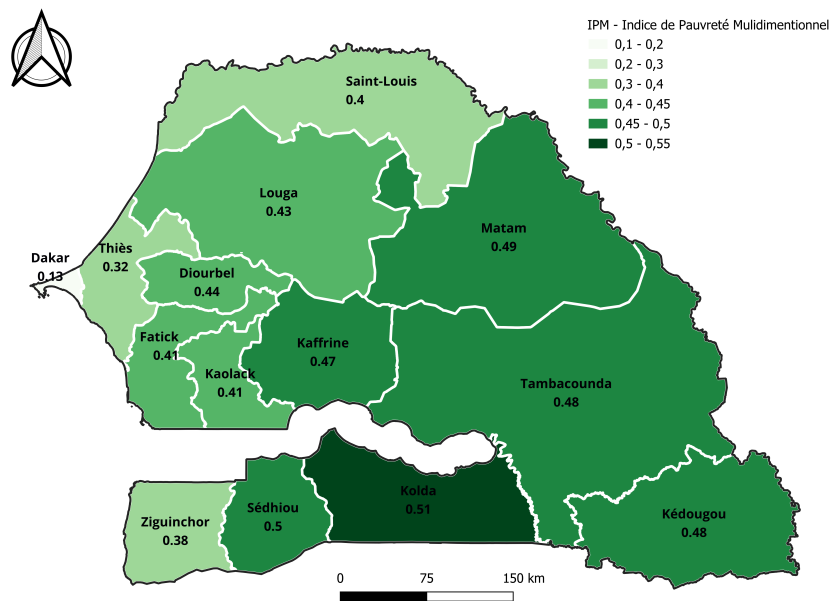 IPM - Indice de Pauvreté Mulidimentionnel
0,1 - 0,2
0,2 - 0,3
0,3 - 0,4
0,4 - 0,45
0,45 - 0,5
0,5 - 0,55
Saint-Louis
0.4
Louga
0.43
Matam
0.49
Dakar
0.13
Thiès
0.32
Diourbel
0.44
Fatick
0.41
Kaolack
0.41
Kaffrine
0.47
Tambacounda
0.48
Ziguinchor
0.38
Sédhiou
0.5
Kolda
0.51
Kédougou
0.48
0 75 150 km